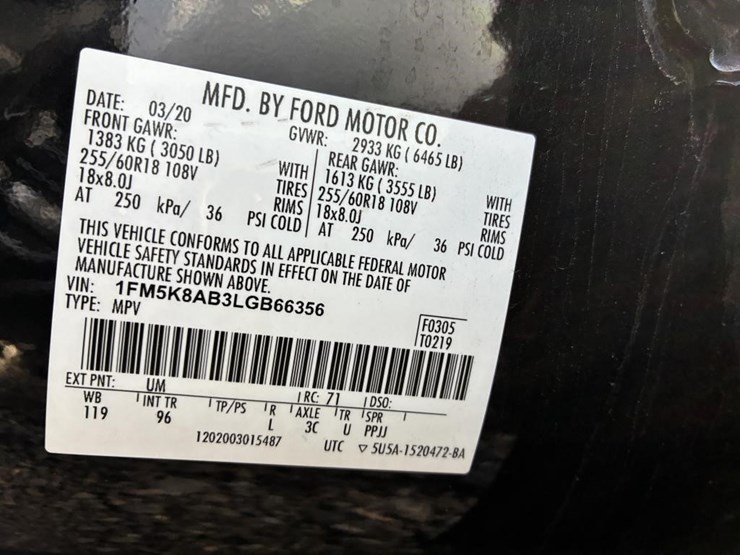 MFD. BY FORD MOTOR CO.
DATE: 03/20 GVWR: 2933 KG ( 6465 LB)
FRONT GAWR: REAR GAWR:
1383 KG ( 3050 LB) WITH 1613 KG ( 3555 LB) WITH
255/60R18 108V TIRES 255/60R18 108V TIRES
18x8.0J RIMS 18x8.0J RIMS
AT 250 kPa/ 36 PSI COLD AT 250 kPa/ 36 PSI COLD
THIS VEHICLE CONFORMS TO ALL APPLICABLE FEDERAL MOTOR
VEHICLE SAFETY STANDARDS IN EFFECT ON THE DATE OF
MANUFACTURE SHOWN ABOVE.
VIN: 1FM5K8AB3LGB66356
TYPE: MPV
F0305
T0219
EXT PNT: UM RC: 71 DSO:
WB INT TR TP/PS R AXLE TR SPR
119 96 L 3C U PPJJ
1202003015487 UTC ▽ 5U5A-1520472-BA